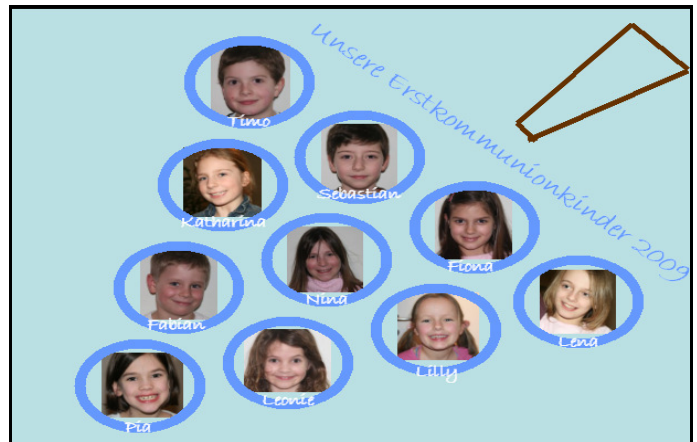 Unsere Erstkommunionkinder 2009
Timo
Sebastian
Katharina
Fiona
Nina
Lena
Fabian
Lilly
Leonie
Pia